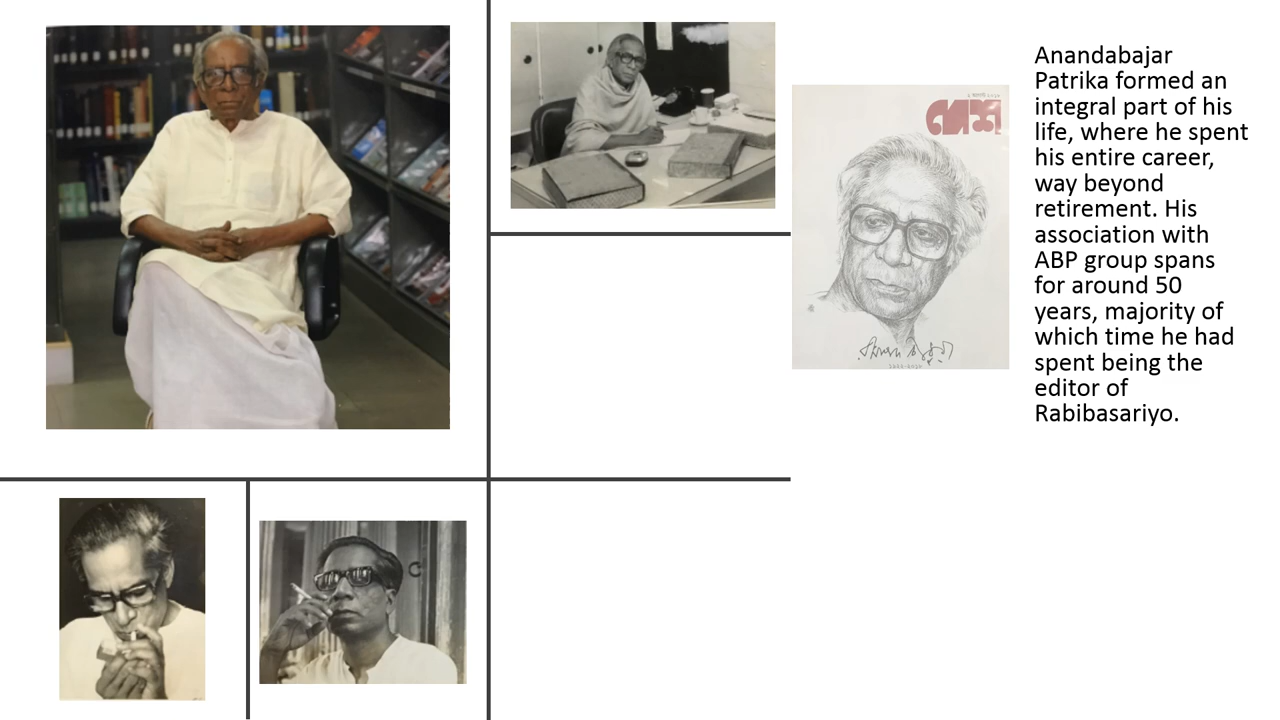 দেশ
১৯২২-২০১৮
Anandabajar
Patrika formed an
integral part of his
life, where he spent
his entire career,
way beyond
retirement. His
association with
ABP group spans
for around 50
years, majority of
which time he had
spent being the
editor of
Rabibasariyo.